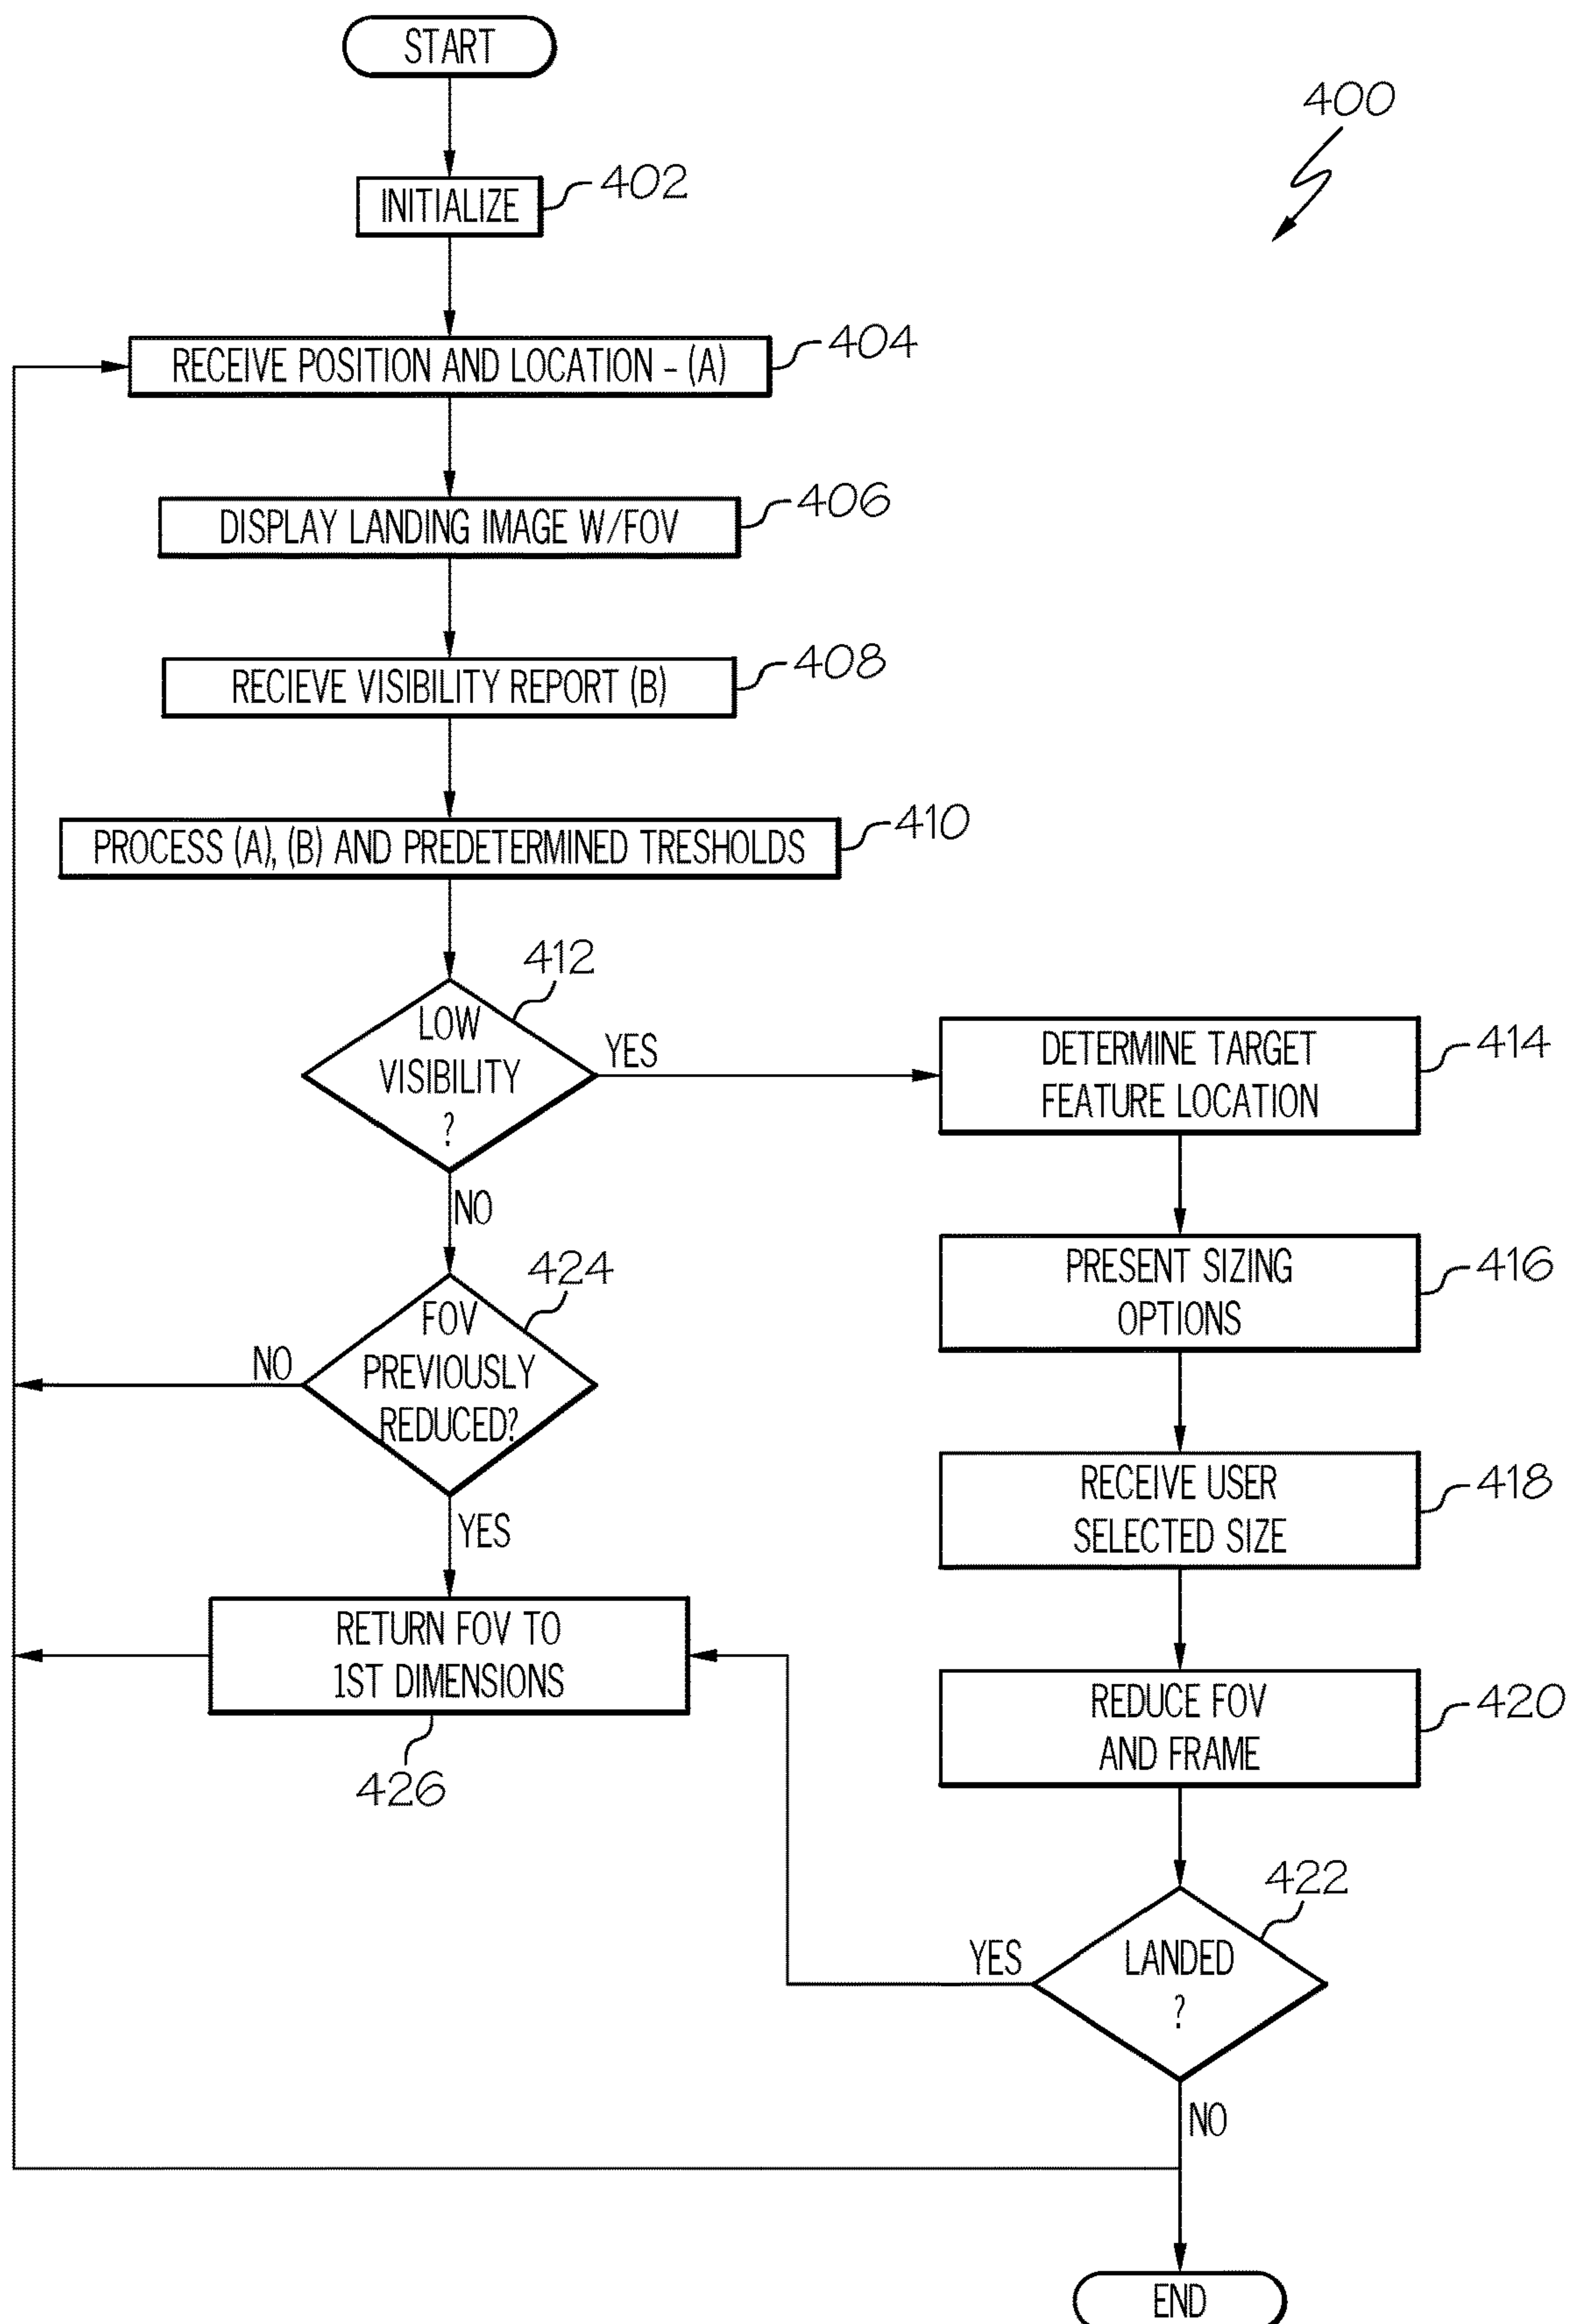 START
400
INITIALIZE
402
RECEIVE POSITION AND LOCATION - (A)
404
DISPLAY LANDING IMAGE W/FOV
406
RECIEVE VISIBILITY REPORT (B)
408
PROCESS (A), (B) AND PREDETERMINED TRESHOLDS
410
412
LOW
VISIBILITY
?
YES
NO
DETERMINE TARGET
FEATURE LOCATION
414
PRESENT SIZING
OPTIONS
416
424
FOV
PREVIOUSLY
REDUCED?
NO
YES
RECEIVE USER
SELECTED SIZE
418
RETURN FOV TO
1ST DIMENSIONS
426
REDUCE FOV
AND FRAME
420
422
LANDED
?
YES
NO
END